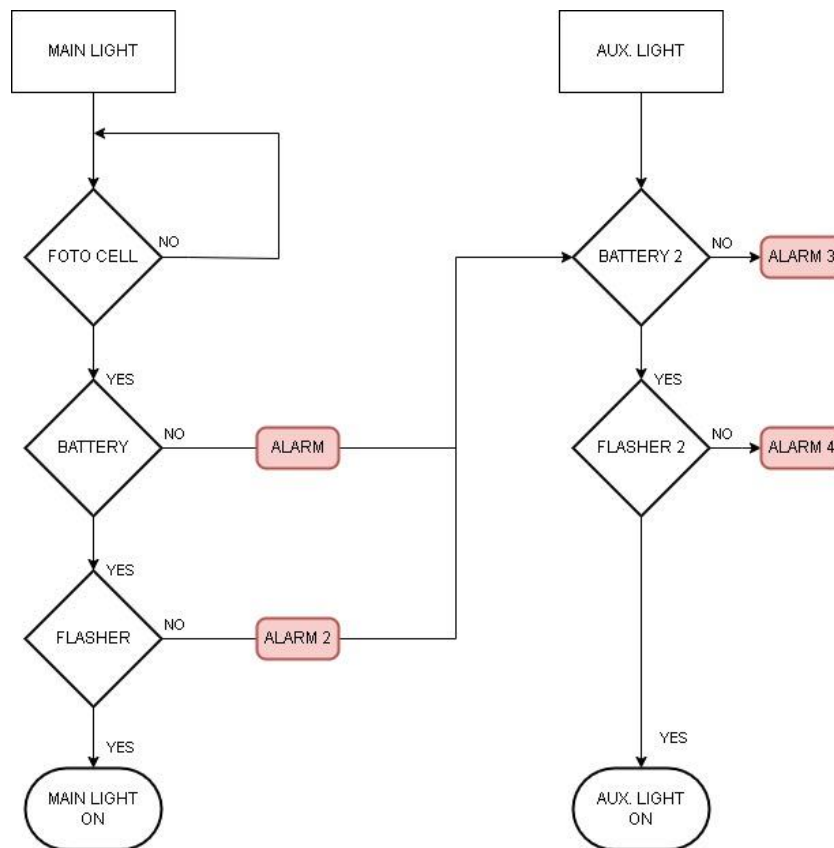 MAIN LIGHT
AUX. LIGHT
FOTO CELL
NO
BATTERY 2
NO
ALARM 3
YES
YES
BATTERY
NO
ALARM
FLASHER 2
NO
ALARM 4
YES
FLASHER
NO
ALARM 2
YES
YES
MAIN LIGHT
ON
AUX. LIGHT
ON